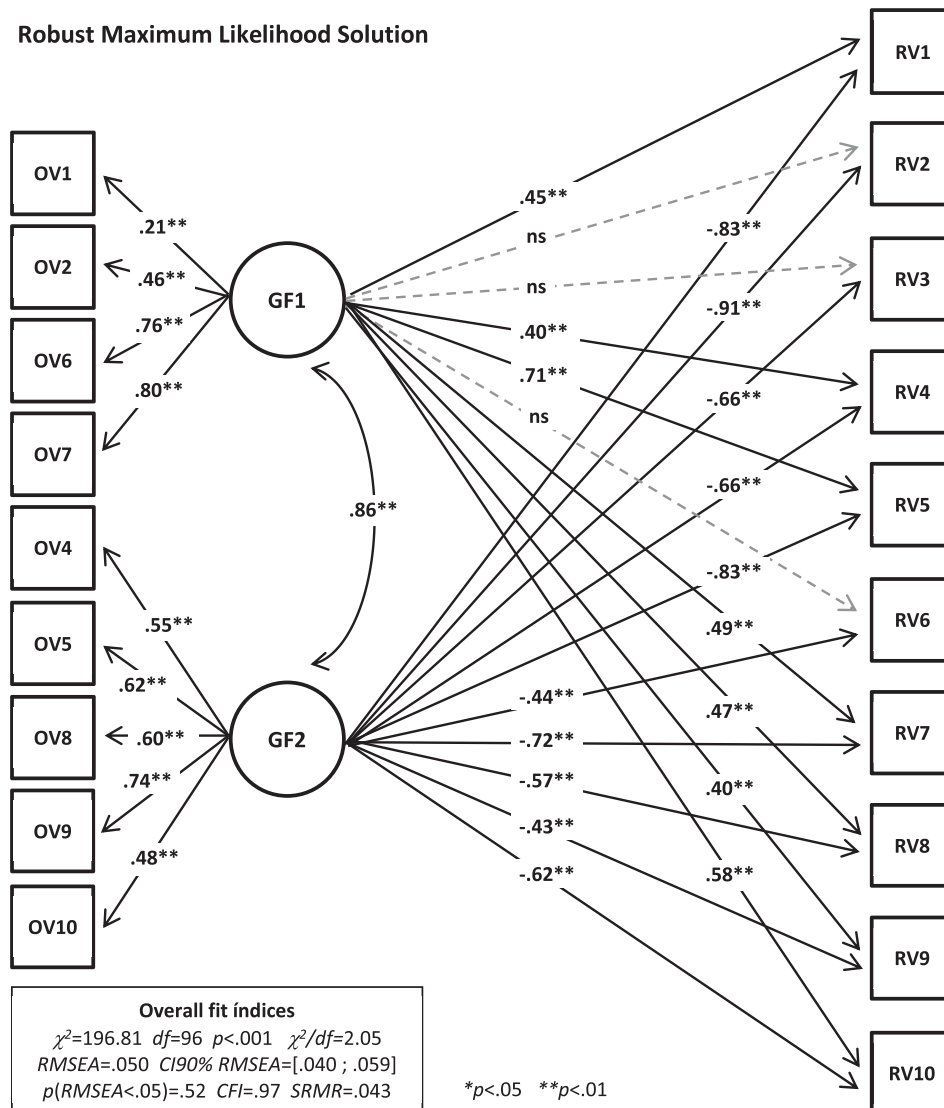 Robust Maximum Likelihood Solution
OV1
OV2
OV6
OV7
OV4
OV5
OV8
OV9
OV10
.21**
.46**
.76**
.80**
.55**
.62**
.60**
.74**
.48**
GF1
GF2
.86**
.45**
ns
ns
.40**
.71**
ns
-.83**
-.91**
-.66**
-.66**
-.83**
.49**
.47**
.40**
.58**
-.44**
-.72**
-.57**
-.43**
-.62**
RV1
RV2
RV3
RV4
RV5
RV6
RV7
RV8
RV9
RV10
Overall fit índices
χ²=196.81 df=96 p<.001 χ²/df=2.05
RMSEA=.050 CI90% RMSEA=[.040 ; .059]
p(RMSEA<.05)=.52 CFI=.97 SRMR=.043
*p<.05 **p<.01